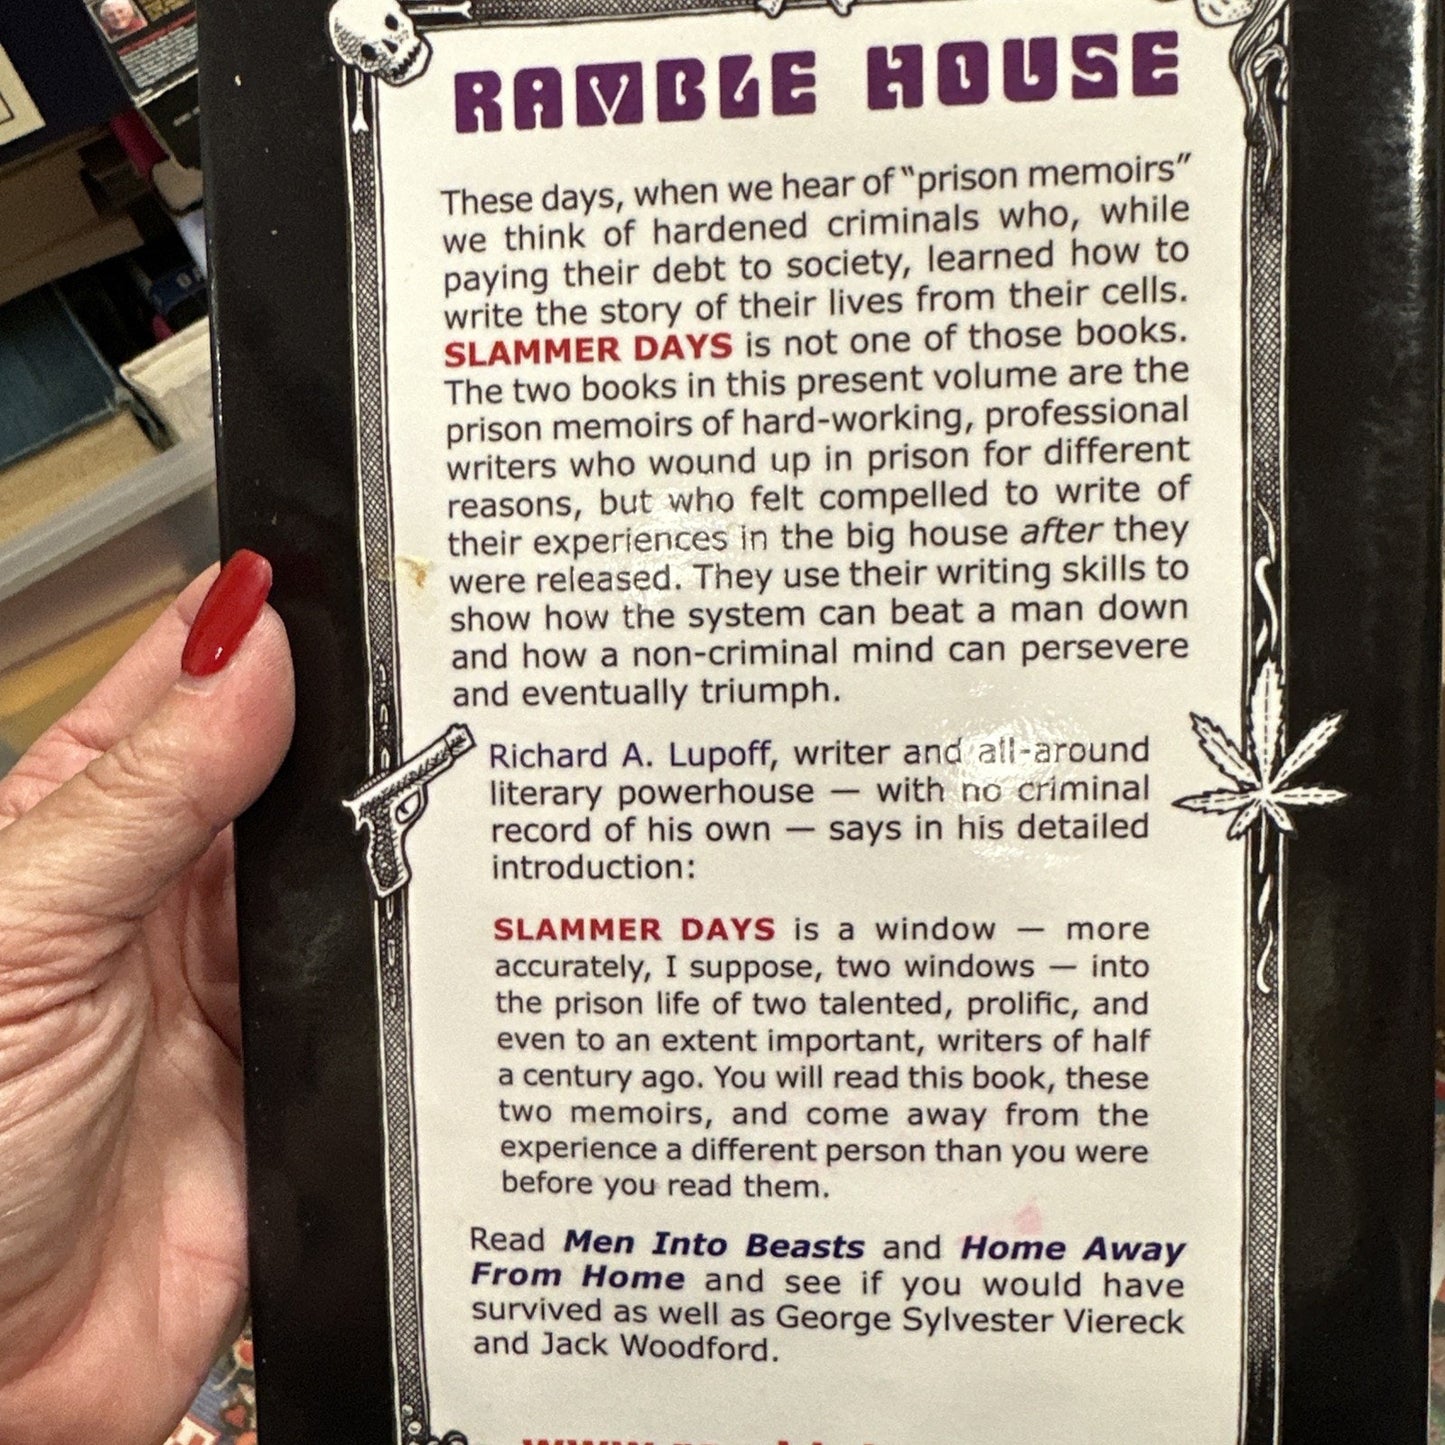 RAMBLE HOUSE
These days, when we hear of “prison memoirs”
we think of hardened criminals who, while
paying their debt to society, learned how to
write the story of their lives from their cells.
SLAMMER DAYS is not one of those books.
The two books in this present volume are the
prison memoirs of hard-working, professional
writers who wound up in prison for different
reasons, but who felt compelled to write of
their experiences in the big house after they
were released. They use their writing skills to
show how the system can beat a man down
and how a non-criminal mind can persevere
and eventually triumph.
Richard A. Lupoff, writer and all-around
literary powerhouse — with no criminal
record of his own — says in his detailed
introduction:
SLAMMER DAYS is a window — more
accurately, I suppose, two windows — into
the prison life of two talented, prolific, and
even to an extent important, writers of half
a century ago. You will read this book, these
two memoirs, and come away from the
experience a different person than you were
before you read them.
Read Men Into Beasts and Home Away
From Home and see if you would have
survived as well as George Sylvester Viereck
and Jack Woodford.